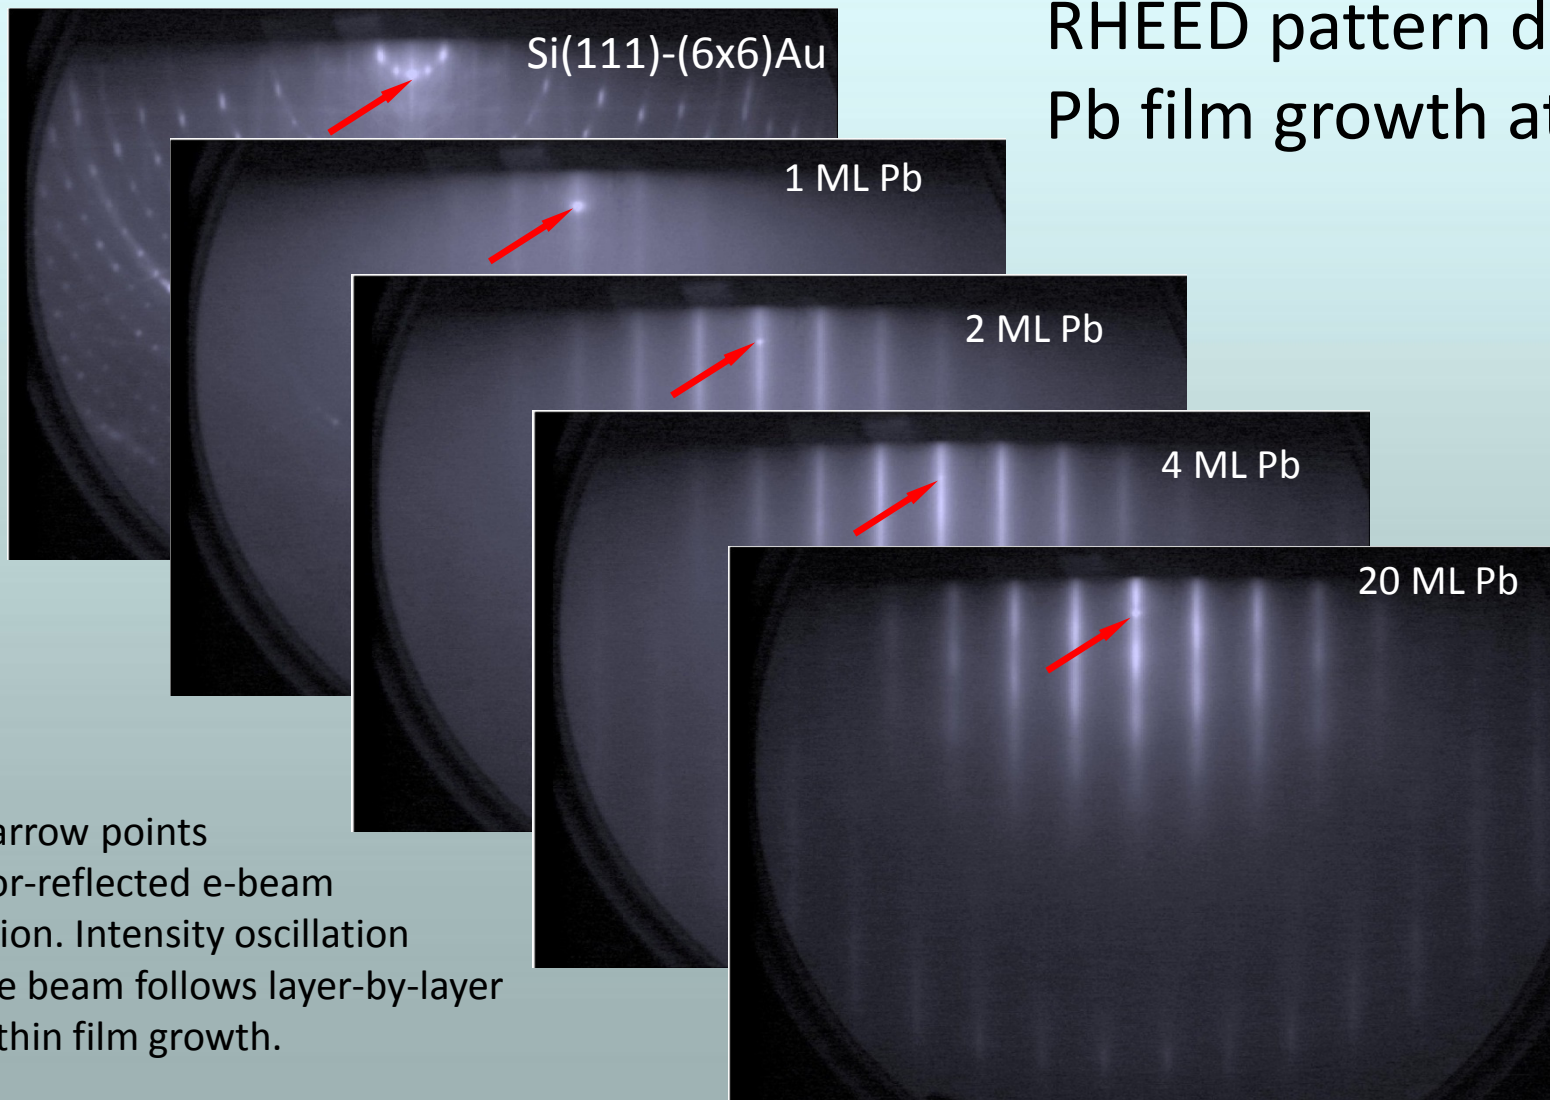 RHEED pattern d
Pb film growth at
Si(111)-(6x6)Au
1 ML Pb
2 ML Pb
4 ML Pb
20 ML Pb
arrow points
or-reflected e-beam
ion. Intensity oscillation
e beam follows layer-by-layer
thin film growth.